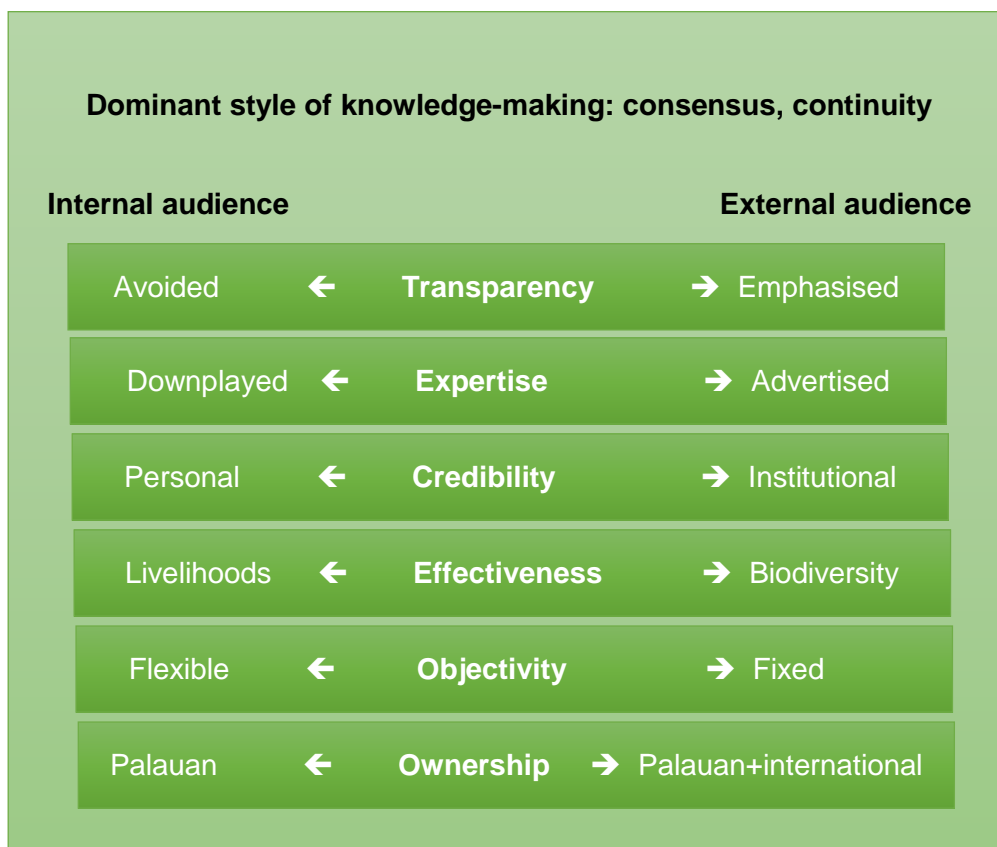 Dominant style of knowledge-making: consensus, continuity
Internal audience External audience
Avoided 🡸 Transparency 🡺 Emphasised
Downplayed 🡸 Expertise 🡺 Advertised
Personal 🡸 Credibility 🡺 Institutional
Livelihoods 🡸 Effectiveness 🡺 Biodiversity
Flexible 🡸 Objectivity 🡺 Fixed
Palauan 🡸 Ownership 🡺 Palauan+international